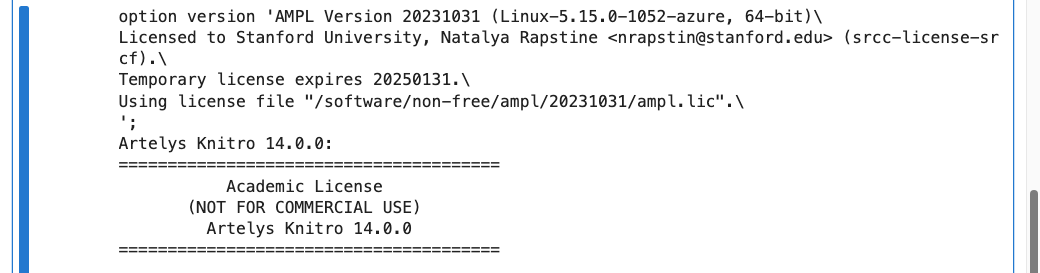 option version 'AMPL Version 20231031 (Linux-5.15.0-1052-azure, 64-bit)\
Licensed to Stanford University, Natalya Rapstine <nrapstin@stanford.edu> (srcc-license-sr
cf).\
Temporary license expires 20250131.\
Using license file "/software/non-free/ampl/20231031/ampl.lic".\
';
Artelys Knitro 14.0.0:
=======================================
           Academic License
       (NOT FOR COMMERCIAL USE)
         Artelys Knitro 14.0.0
=======================================